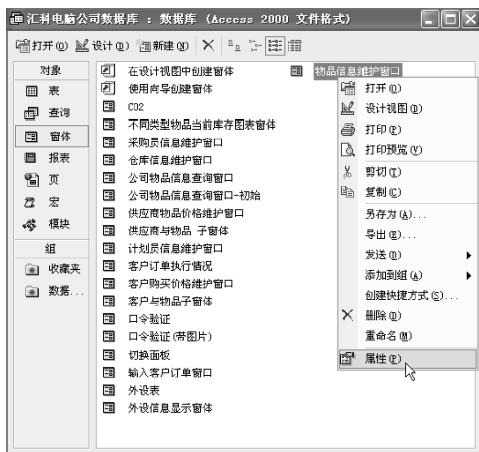 汇科电脑公司数据库 : 数据库 (Access 2000 文件格式)
打开(O) 设计(D) 新建(N)
对象
表
查询
窗体
报表
页
宏
模块
组
收藏夹
数据...
在设计视图中创建窗体
使用向导创建窗体
CO2
不同类型物品当前库存图表窗体
采购员信息维护窗口
仓库信息维护窗口
公司物品信息查询窗口
公司物品信息查询窗口-初始
供应商物品价格维护窗口
供应商与物品 子窗体
计划员信息维护窗口
客户订单执行情况
客户购买价格维护窗口
客户与物品子窗体
口令验证
口令验证(带图片)
切换面板
输入客户订单窗口
外设表
外设信息显示窗体
物品信息维护窗口
打开(O)
设计视图(D)
打印(P)
打印预览(V)
剪切(T)
复制(C)
另存为(A)...
导出(E)...
发送(D)
添加到组(A)
创建快捷方式(S)...
删除(D)
重命名(M)
属性(P)